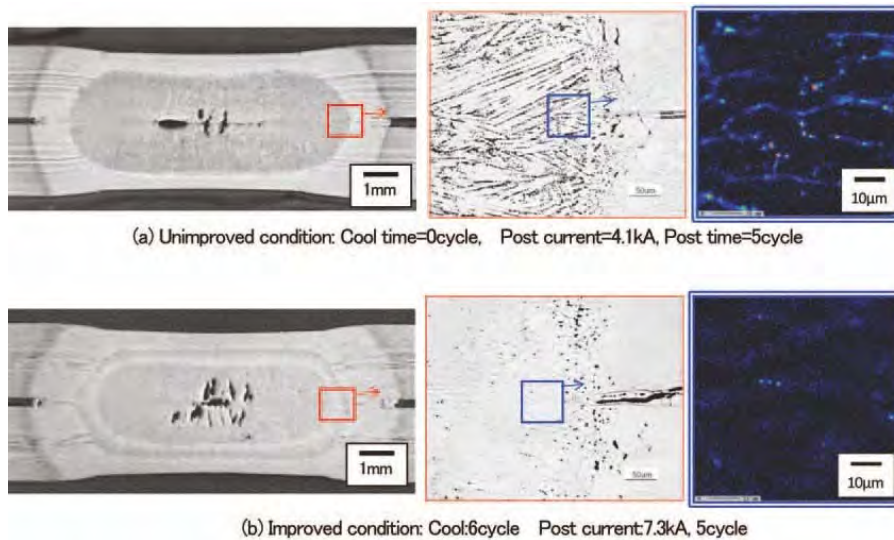 1mm
50μm
10μm
(a) Unimproved condition: Cool time=0cycle, Post current=4.1kA, Post time=5cycle
1mm
50μm
10μm
(b) Improved condition: Cool:6cycle Post current:7.3kA, 5cycle